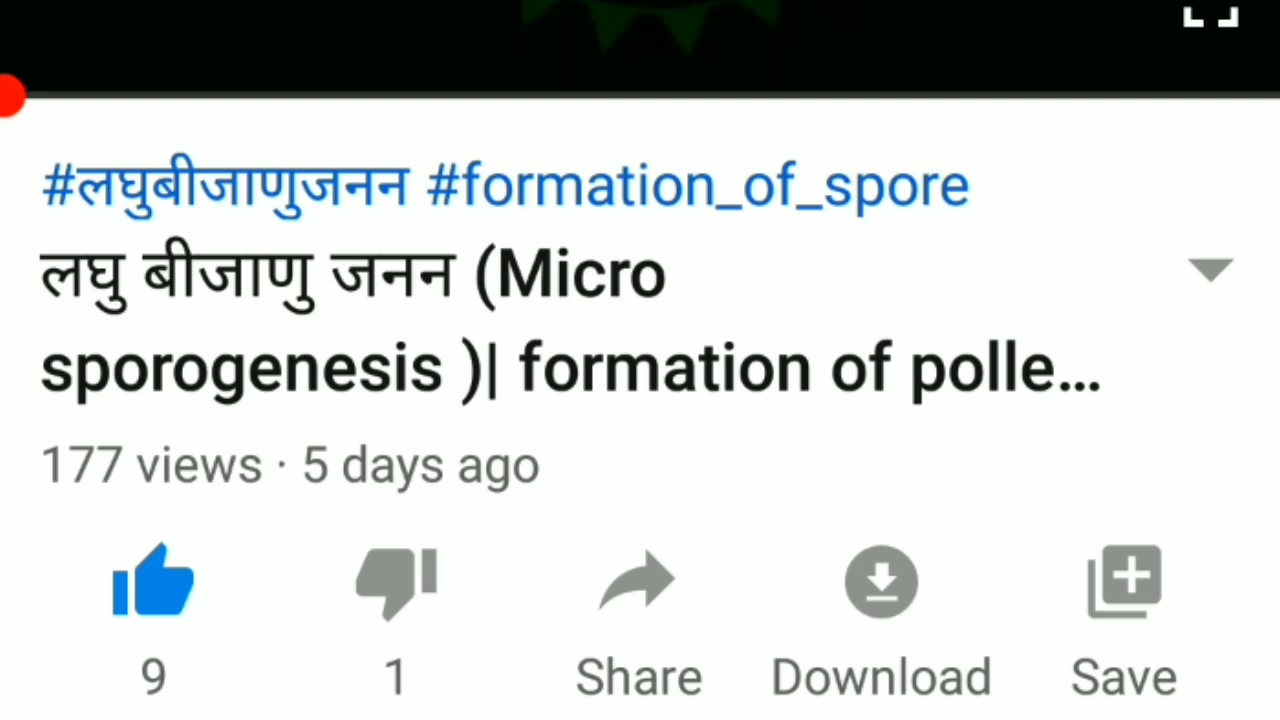 #लघुबीजाणुजनन #formation_of_spore
लघु बीजाणु जनन (Micro
sporogenesis )| formation of polle...
177 views · 5 days ago
9 1 Share Download Save